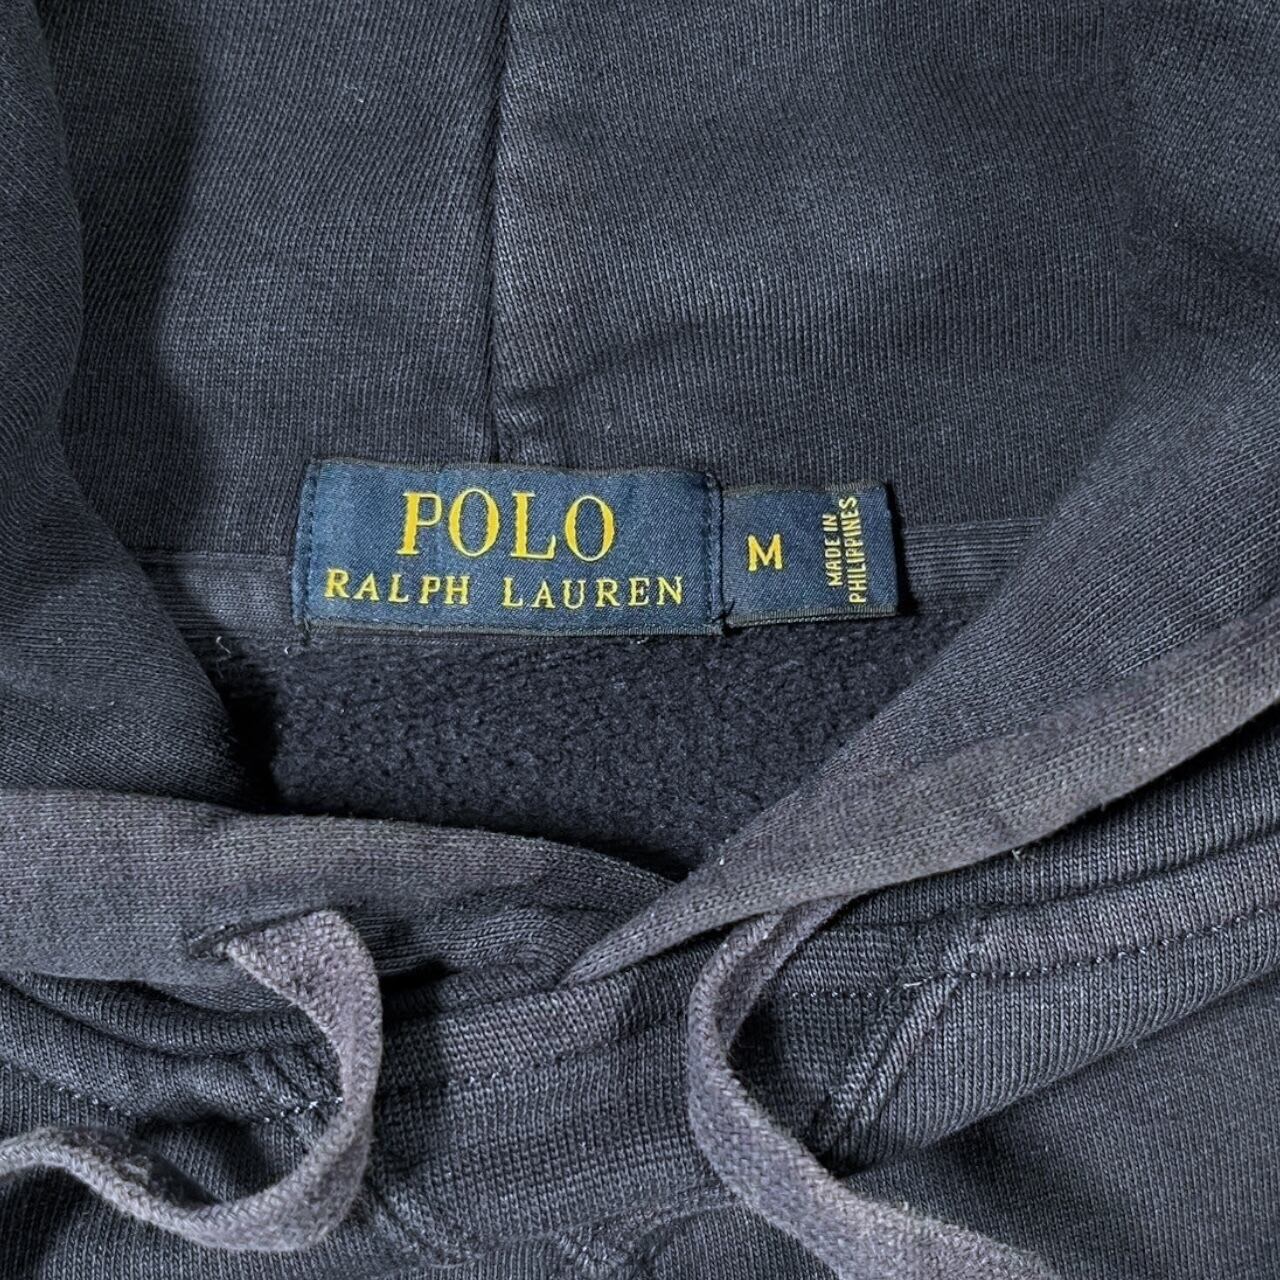 POLO
RALPH LAUREN
M
MADE IN
PHILIPPINES